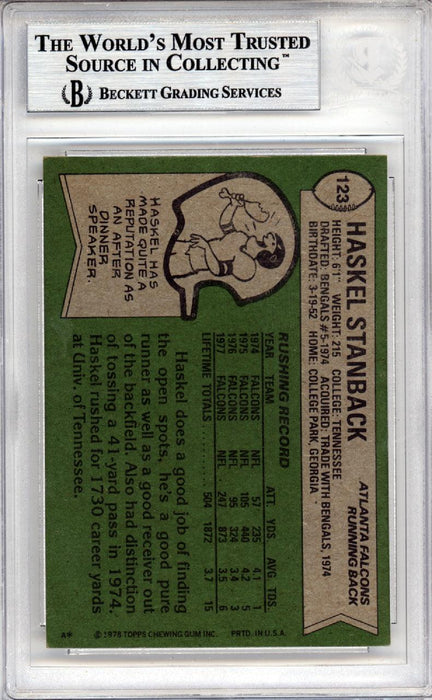 THE WORLD'S MOST TRUSTED
SOURCE IN COLLECTING™
B BECKETT GRADING SERVICES
123
HASKEL STANBACK
ATLANTA FALCONS
RUNNING BACK
HEIGHT: 6'1" WEIGHT: 215 COLLEGE: TENNESSEE
DRAFTED: BENGALS #5-1974 ACQUIRED: TRADE WITH BENGALS, 1974
BIRTHDATE: 3-19-52 HOME: COLLEGE PARK, GEORGIA
HASKEL HAS
MADE QUITE A
REPUTATION AS
AN AFTER
DINNER
SPEAKER.
RUSHING RECORD
YEAR TEAM ATT. YDS. AVG. TDS.
1974 FALCONS NFL 57 235 4.1 1
1975 FALCONS NFL 105 440 4.2 5
1976 FALCONS NFL 95 324 3.4 3
1977 FALCONS NFL 247 873 3.5 6
LIFETIME TOTALS 504 1872 3.7 15
Haskel does a good job of finding
the open spots, he's a good pure
runner as well as a good receiver out
of the backfield. Also had distinction
of tossing a 41-yard pass in 1974.
Haskel rushed for 1730 career yards
at Univ. of Tennessee.
A* © 1978 TOPPS CHEWING GUM INC. PRTD. IN U.S.A.